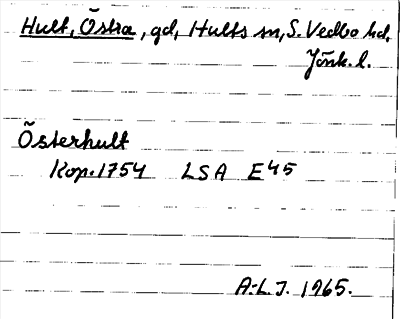 Hult, Östra, gd, Hults sn, S. Vedbo hd,
Jönk. l.
Österhult
Kop. 1754 LSA E45
A.L.J. 1965.